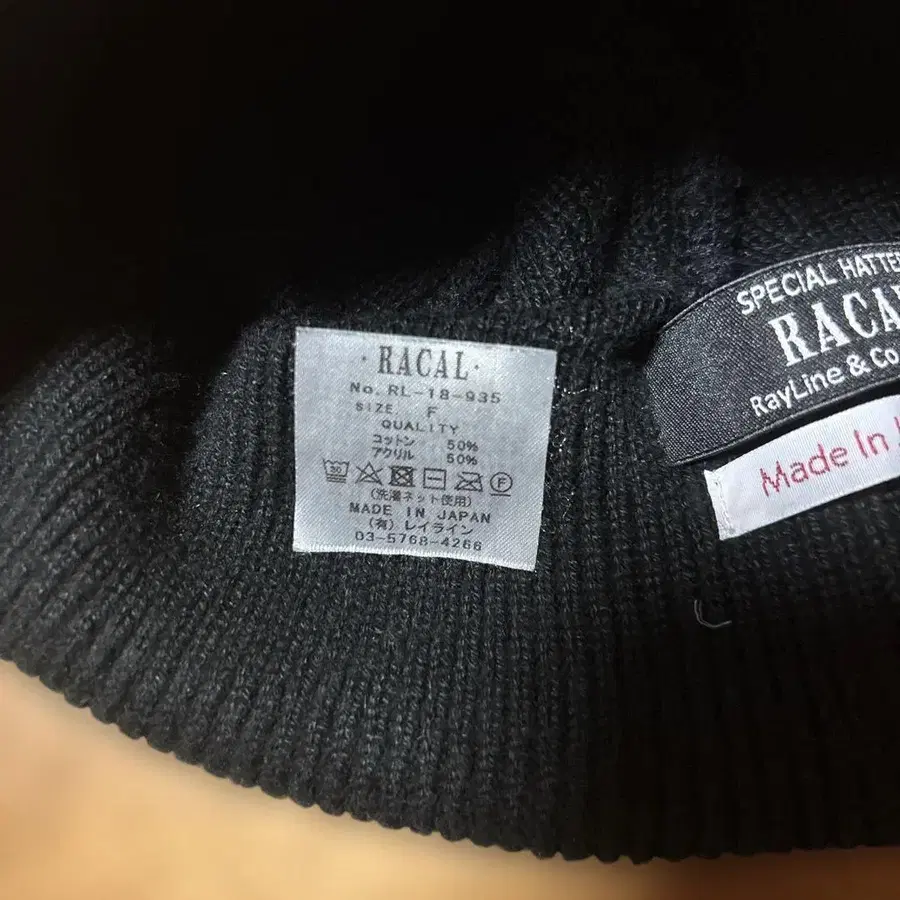 · RACAL ·
No. RL-18-935
SIZE F
QUALITY
コットン 50%
アクリル 50%
(洗濯ネット使用)
MADE IN JAPAN
(有) レイライン
03-5768-4266
SPECIAL HATTE
RACA
RayLine & Co
Made In